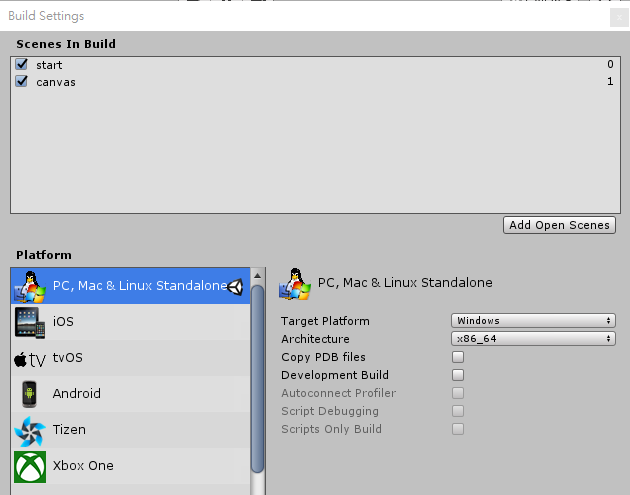 Build Settings
Scenes In Build
start 0
canvas 1
Add Open Scenes
Platform
PC, Mac & Linux Standalone
iOS
tv
tvOS
Android
Tizen
Xbox One
PC, Mac & Linux Standalone
Target Platform Windows
Architecture x86_64
Copy PDB files
Development Build
Autoconnect Profiler
Script Debugging
Scripts Only Build